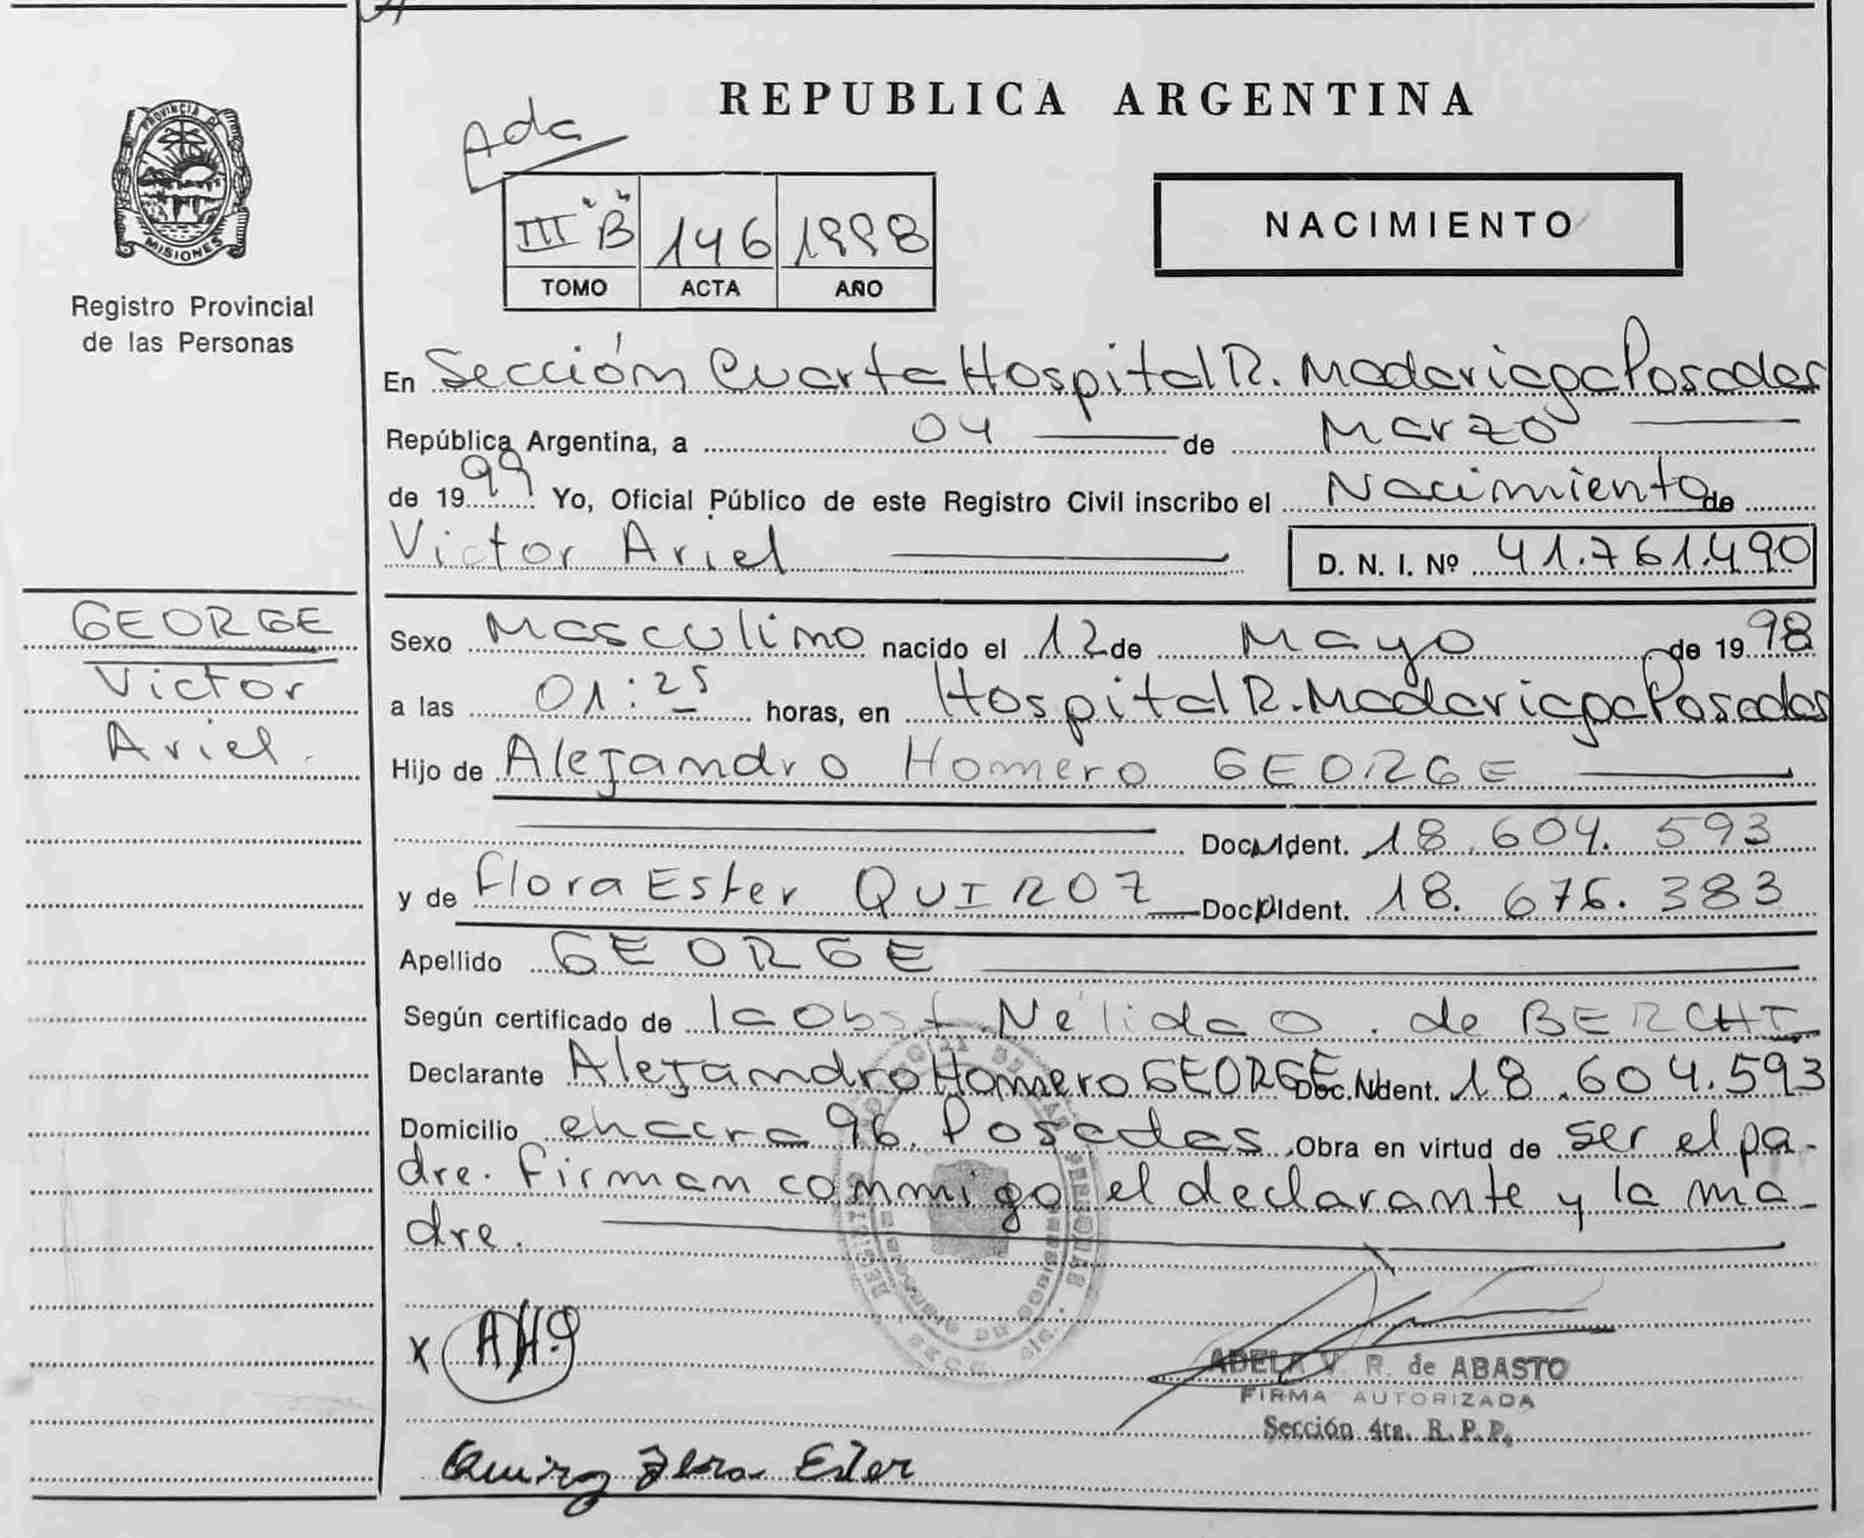 PROVINCIA DE
MISIONES
Registro Provincial
de las Personas
GEORGE
Victor
Ariel.
REPUBLICA ARGENTINA
III "B" 146 1998
TOMO ACTA AÑO
NACIMIENTO
En Sección Cuarta Hospital R. Madariaga Posadas
República Argentina, a 04 de Marzo
de 1999 Yo, Oficial Público de este Registro Civil inscribo el Nacimiento de
Victor Ariel D. N. I. Nº 41.761.490
Sexo Masculino nacido el 12 de Mayo de 1998
a las 01:25 horas, en Hospital R. Madariaga Posadas
Hijo de Alejandro Homero GEORGE
Doc. Ident. 18.604.593
y de Flora Ester QUIROZ Doc. Ident. 18.676.383
Apellido GEORGE
Según certificado de la Obst. Nélida O. de BERCHI
Declarante Alejandro Homero GEORGE Doc. Ident. 18.604.593
Domicilio chacra 96. Posadas Obra en virtud de ser el pa-
dre. Firman conmigo el declarante y la ma-
dre.
x AHG
ADELA V. R. de ABASTO
FIRMA AUTORIZADA
Sección 4ta. R. P. P.
Quiroz Flora Ester